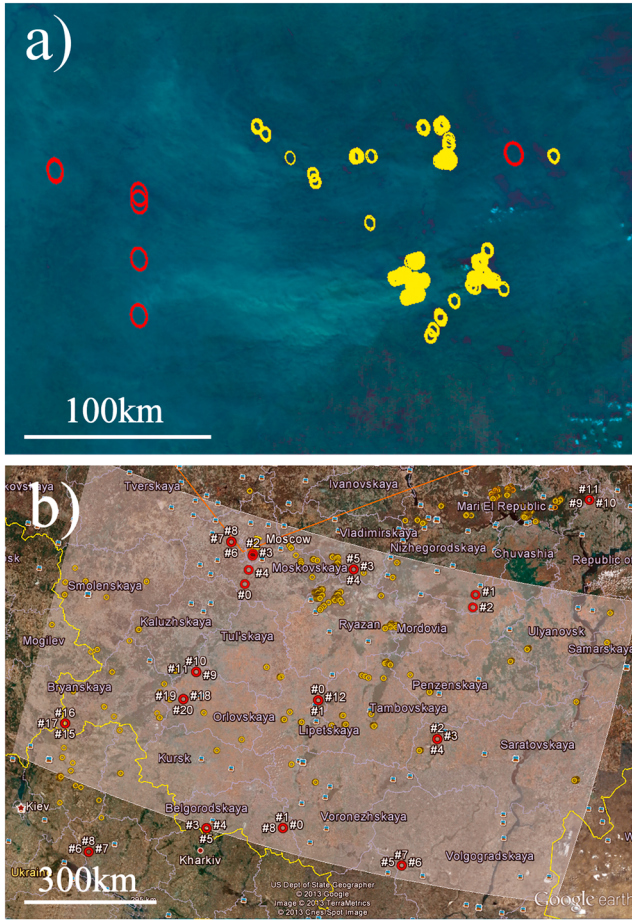 a)
100km
b)
kovskaya
Tverskaya
Ivanovskaya
#11
#9 #10
Mari El Republic
#8
#7
#6
#2
Moscow
#3
Vladimirskaya
Nizhegorodskaya
Chuvashia
Republic of
#4
Moskovskaya
#5
#3
#4
Smolenskaya
#0
#1
#2
Kaluzhskaya
Tul'skaya
Ryazan
Mordovia
Ulyanovsk
Mogilev
Samarskaya
#10
#11
#9
Bryanskaya
Penzenskaya
#19 #18
#20
#0
#12
#1
Orlovskaya
Tambovskaya
#16
#17
#15
Lipetskaya
#2
#3
#4
Saratovskaya
Kursk
Kiev
Belgorodskaya
#3 #4
#5
#1
#8 #0
Voronezhskaya
Kharkiv
#8
#6 #7
#7
#5 #6
Volgogradskaya
Ukrain
300km
US Dept of State Geographer
© 2013 Google
Image © 2013 TerraMetrics
© 2013 Cnes/Spot Image
Google earth